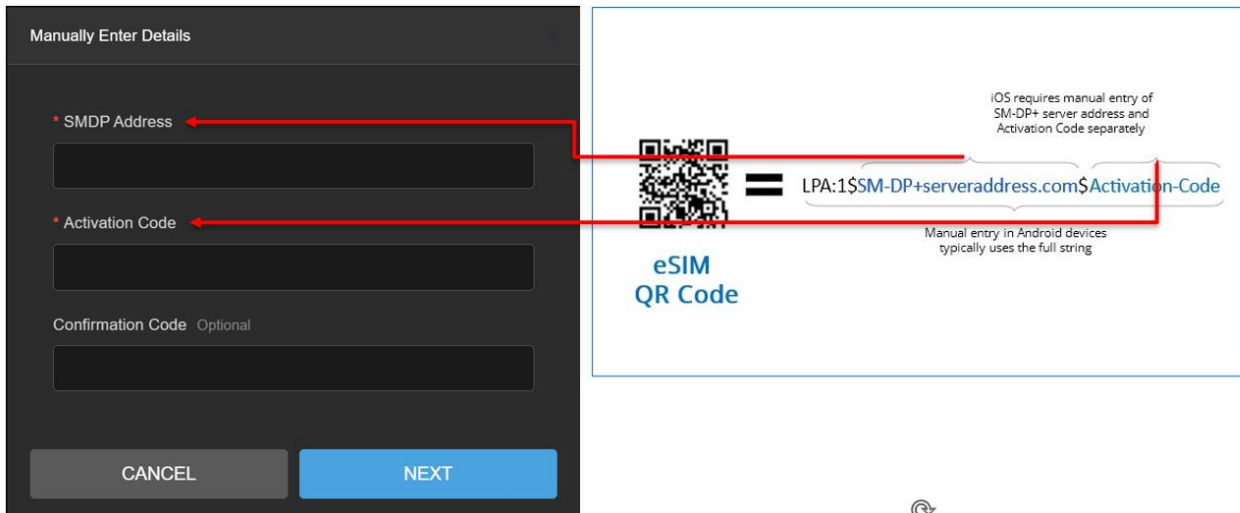 Manually Enter Details
* SMDP Address
* Activation Code
Confirmation Code Optional
CANCEL
NEXT
iOS requires manual entry of
SM-DP+ server address and
Activation Code separately
=
LPA:1$SM-DP+serveraddress.com$Activation-Code
Manual entry in Android devices
typically uses the full string
eSIM
QR Code